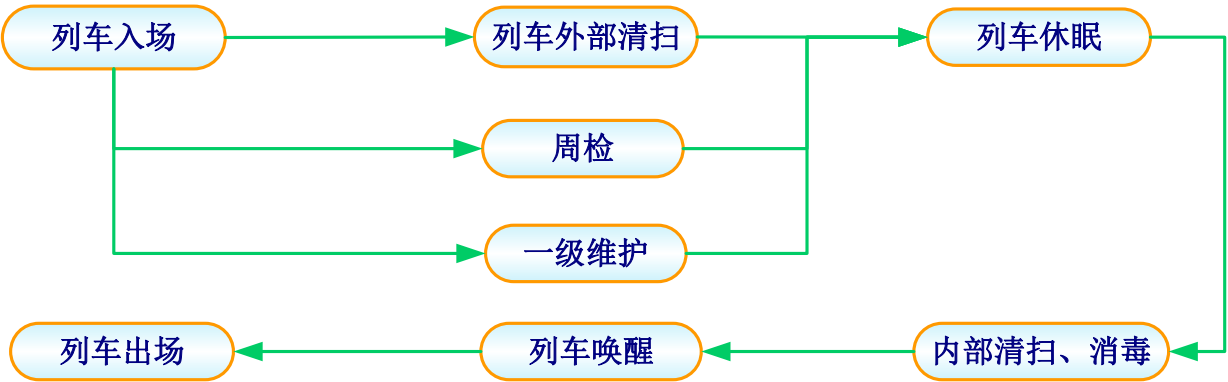 列车入场
列车外部清扫
列车休眠
周检
一级维护
列车出场
列车唤醒
内部清扫、消毒